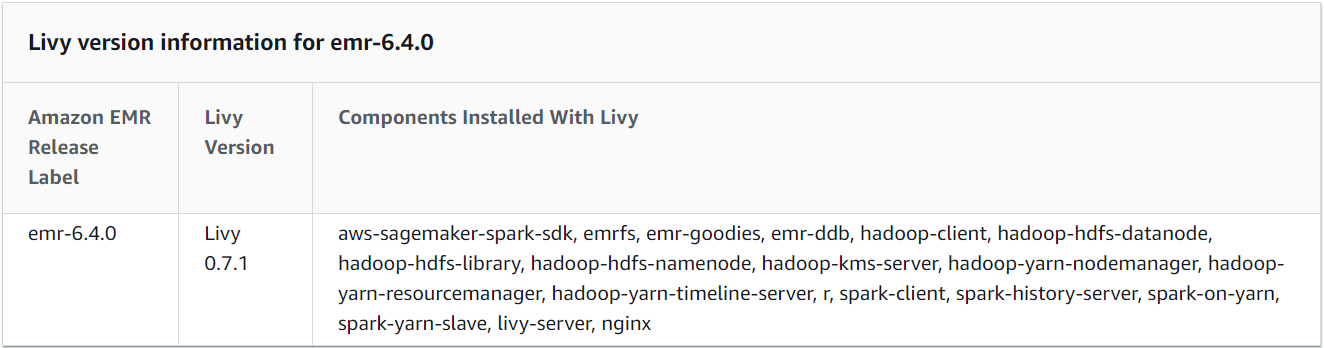 Livy version information for emr-6.4.0
Amazon EMR
Release
Label
Livy
Version
Components Installed With Livy
emr-6.4.0
Livy
0.7.1
aws-sagemaker-spark-sdk, emrfs, emr-goodies, emr-ddb, hadoop-client, hadoop-hdfs-datanode,
hadoop-hdfs-library, hadoop-hdfs-namenode, hadoop-kms-server, hadoop-yarn-nodemanager, hadoop-
yarn-resourcemanager, hadoop-yarn-timeline-server, r, spark-client, spark-history-server, spark-on-yarn,
spark-yarn-slave, livy-server, nginx